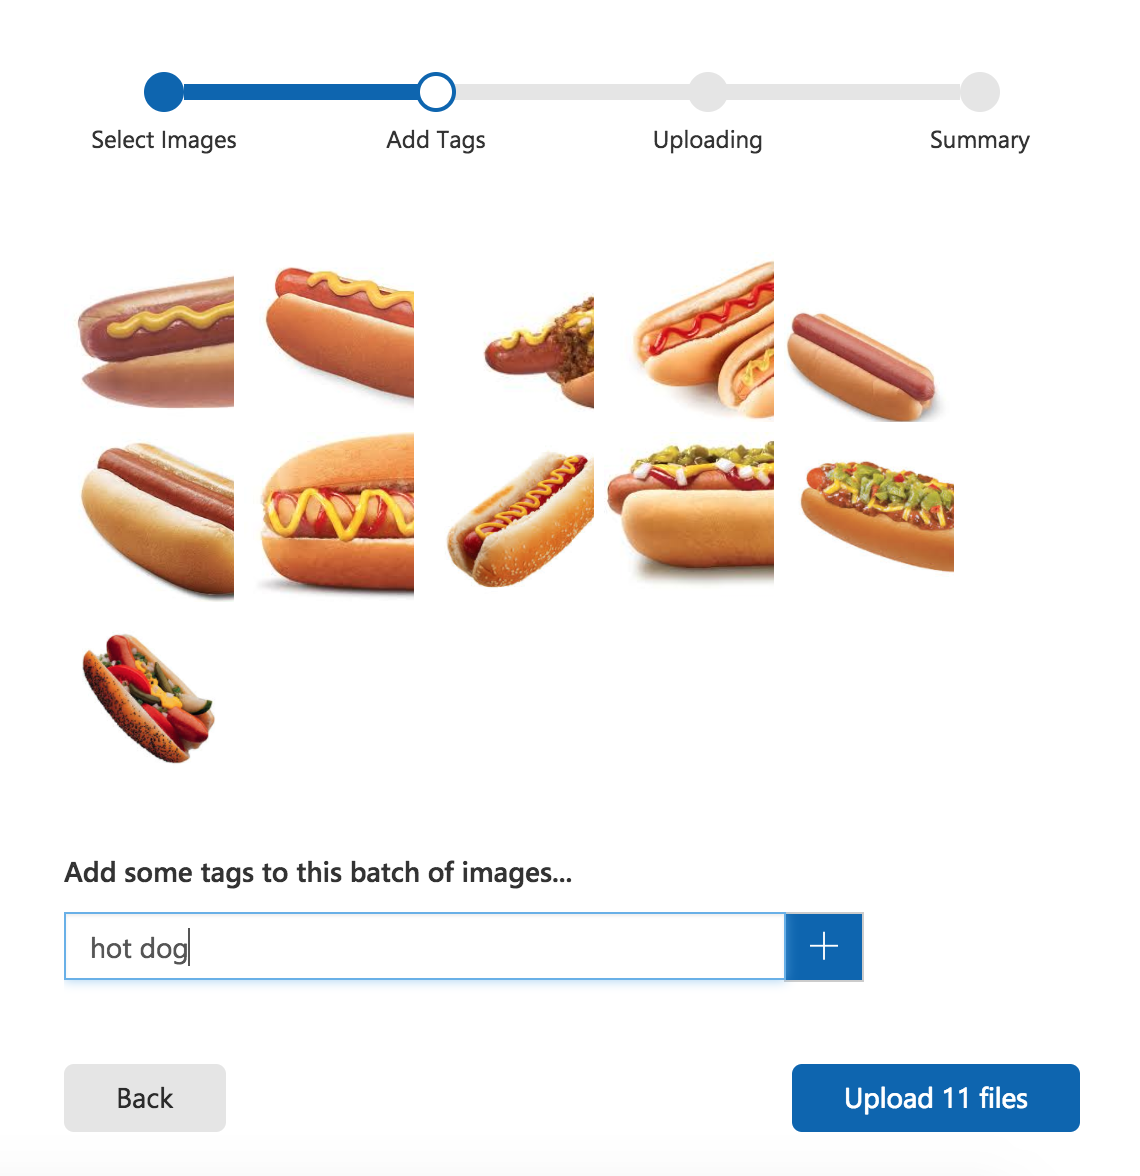 Select Images
Add Tags
Uploading
Summary
Add some tags to this batch of images...
hot dog
Back
Upload 11 files